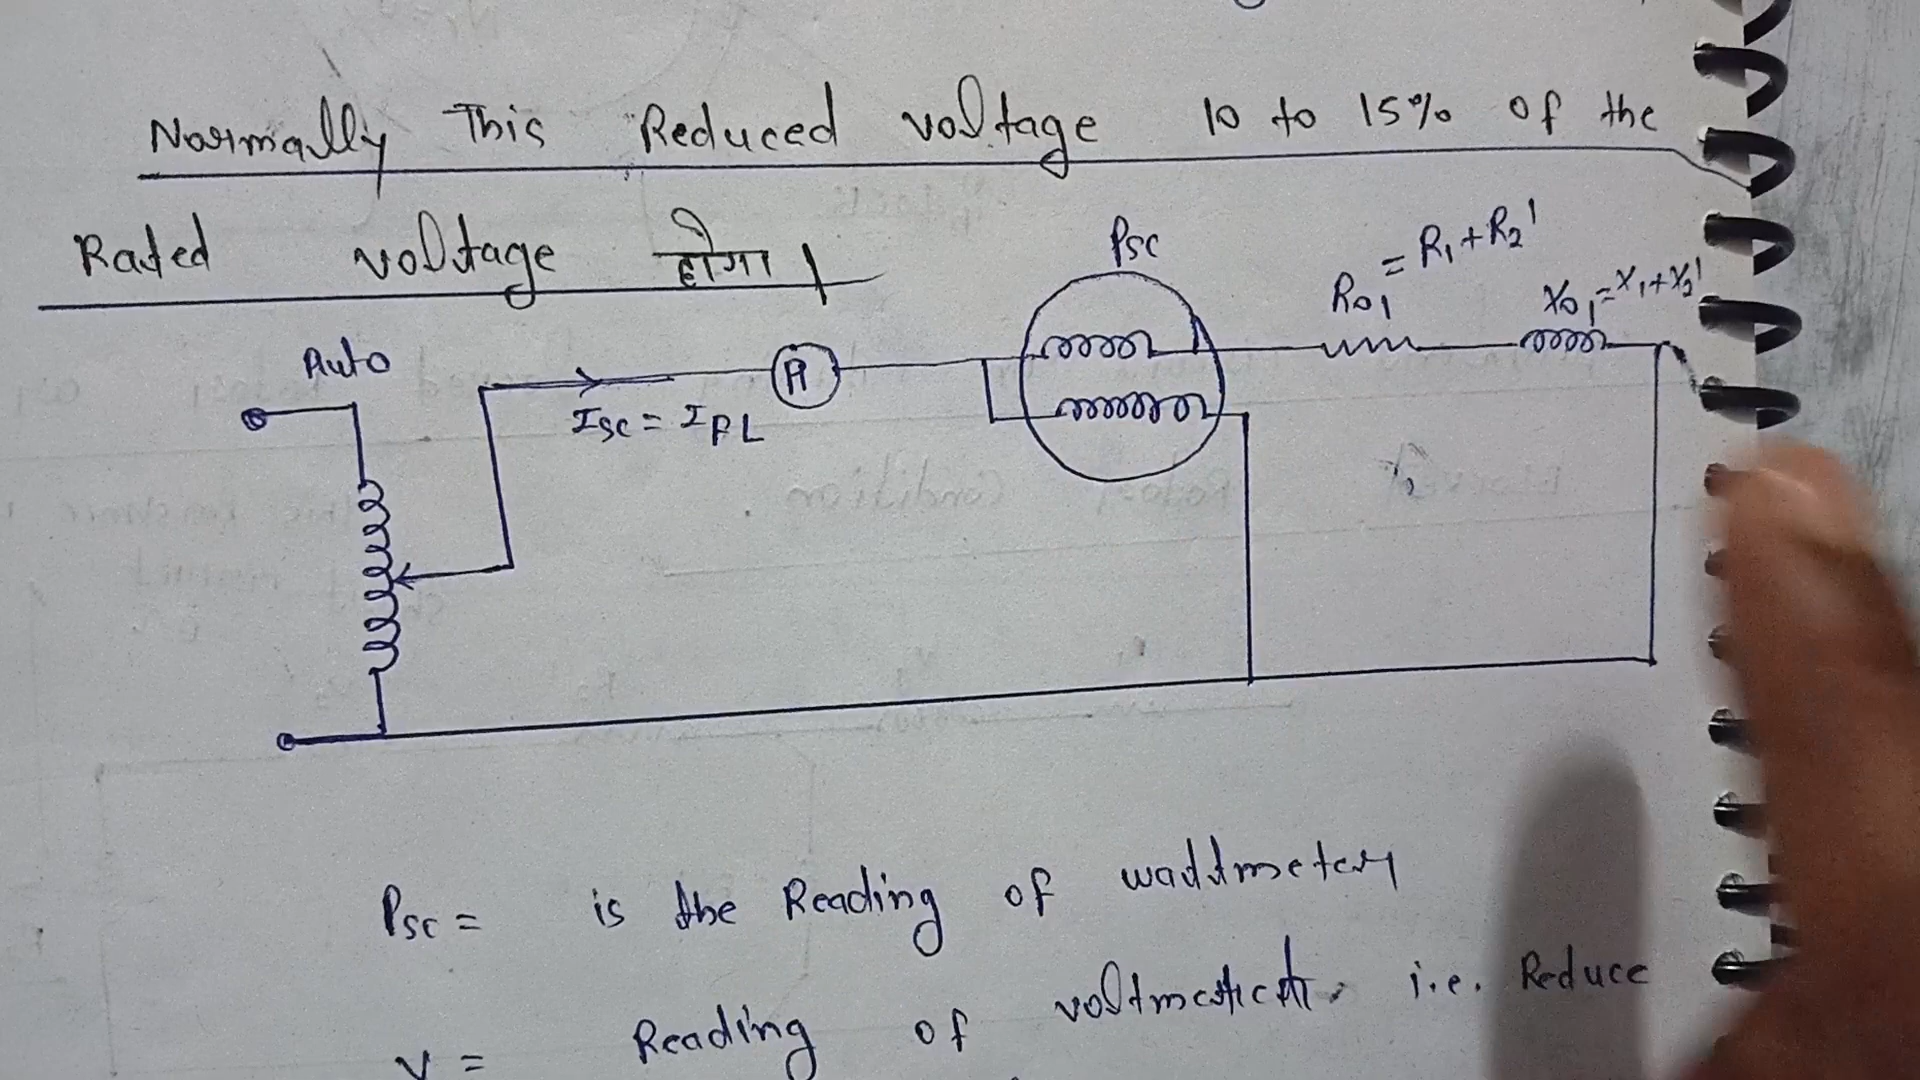 Normally This Reduced voltage 10 to 15% of the
Rated voltage होगा।
Psc
R01 = R1+R2'
X01 = X1+X2'
Auto
A
Isc = IFL
Psc = is the Reading of wattmeter
V = Reading of voltmeter i.e. Reduce